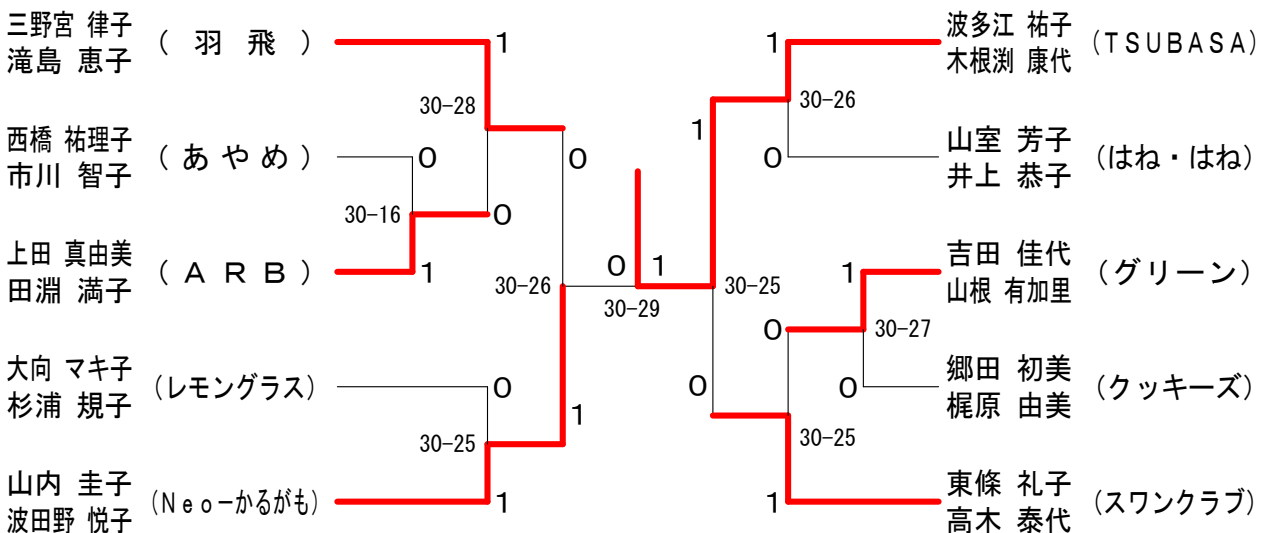 三野宮 律子
滝島 恵子
(羽飛)
西橋 祐理子
市川 智子
(あやめ)
上田 真由美
田淵 満子
(ARB)
大向 マキ子
杉浦 規子
(レモングラス)
山内 圭子
波田野 悦子
(Neoーかるがも)
1
30-28
0
0
30-16
1
0
0
30-26
1
0
30-25
1
0
1
30-29
1
30-26
0
1
30-25
0
1
30-27
0
0
30-25
1
波多江 祐子
木根渕 康代
(TSUBASA)
山室 芳子
井上 恭子
(はね・はね)
吉田 佳代
山根 有加里
(グリーン)
郷田 初美
梶原 由美
(クッキーズ)
東條 礼子
高木 泰代
(スワンクラブ)